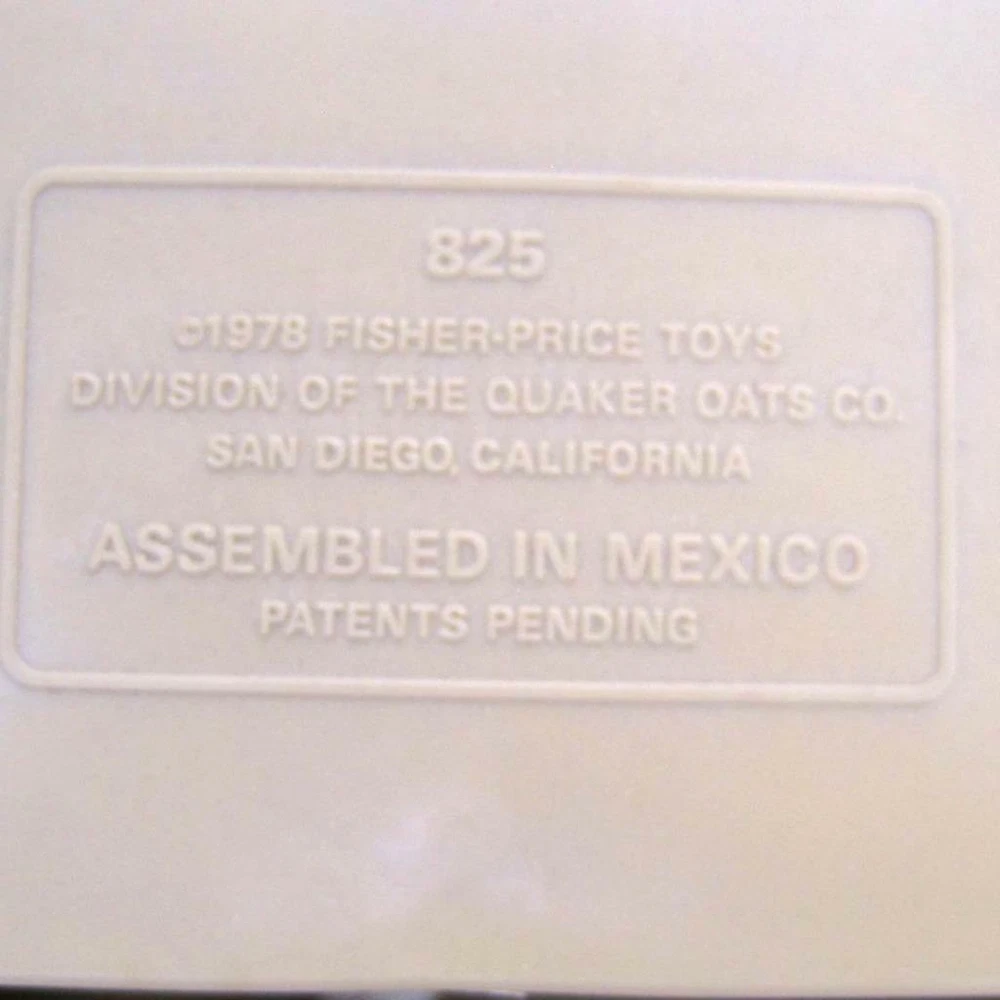 825
©1978 FISHER-PRICE TOYS
DIVISION OF THE QUAKER OATS CO.
SAN DIEGO, CALIFORNIA
ASSEMBLED IN MEXICO
PATENTS PENDING